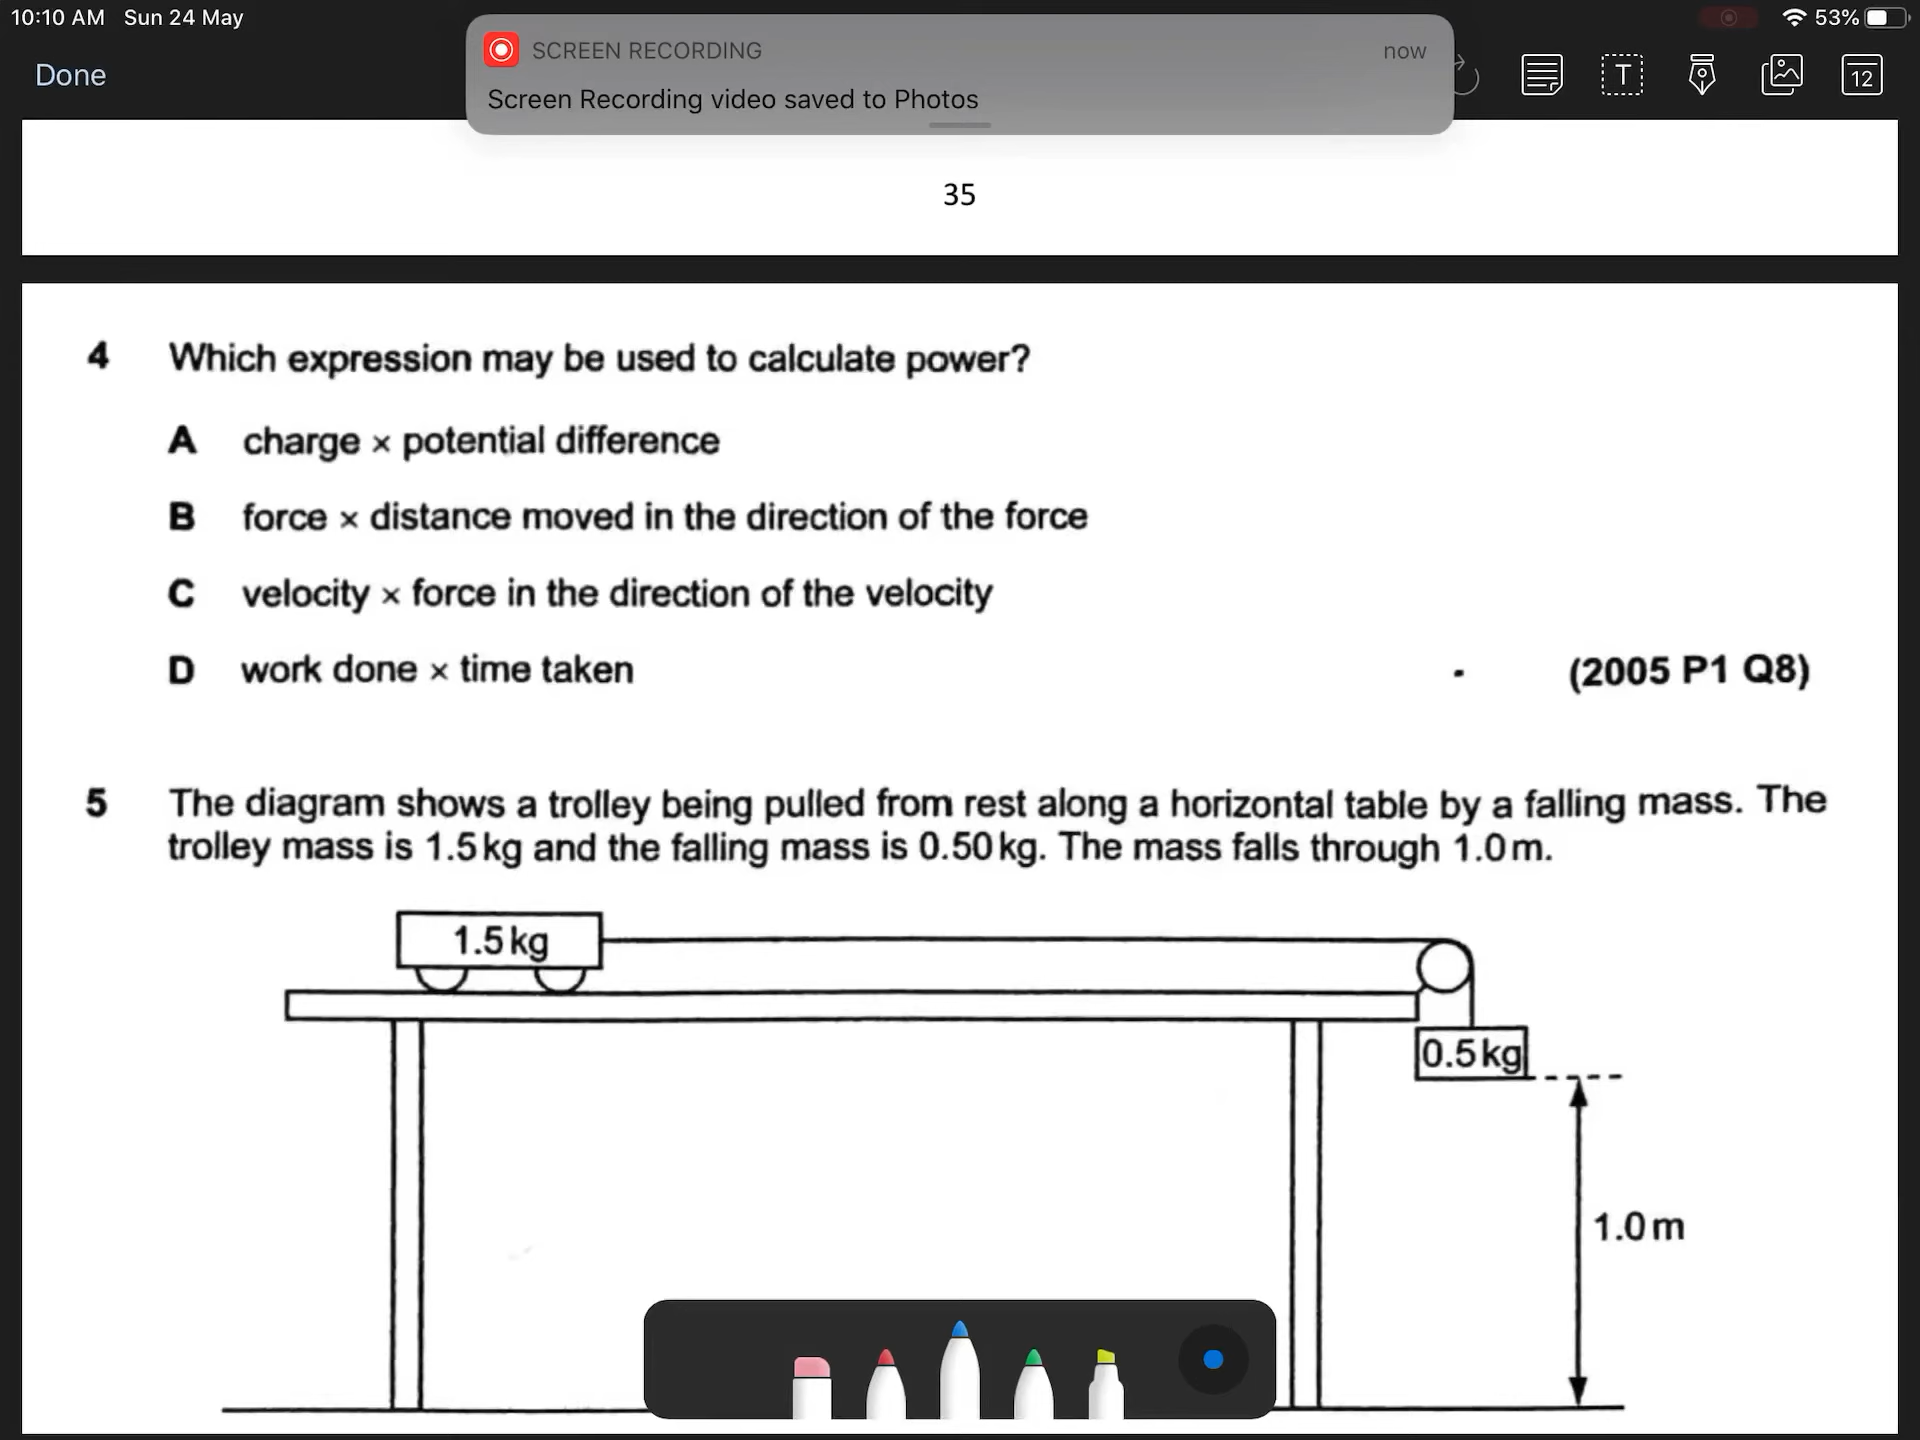 10:10 AM Sun 24 May
53%
Done
SCREEN RECORDING
now
Screen Recording video saved to Photos
T
12
35
4 Which expression may be used to calculate power?
A charge × potential difference
B force × distance moved in the direction of the force
C velocity × force in the direction of the velocity
D work done × time taken
(2005 P1 Q8)
5 The diagram shows a trolley being pulled from rest along a horizontal table by a falling mass. The
trolley mass is 1.5 kg and the falling mass is 0.50 kg. The mass falls through 1.0 m.
1.5 kg
0.5 kg
1.0 m